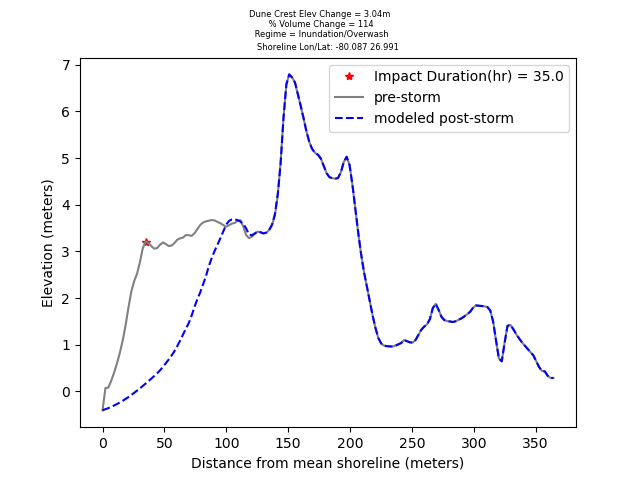 Dune Crest Elev Change = 3.04m
% Volume Change = 114
Regime = Inundation/Overwash
Shoreline Lon/Lat: -80.087 26.991
Impact Duration(hr) = 35.0
pre-storm
modeled post-storm
7
6
5
4
3
2
1
0
Elevation (meters)
0 50 100 150 200 250 300 350
Distance from mean shoreline (meters)